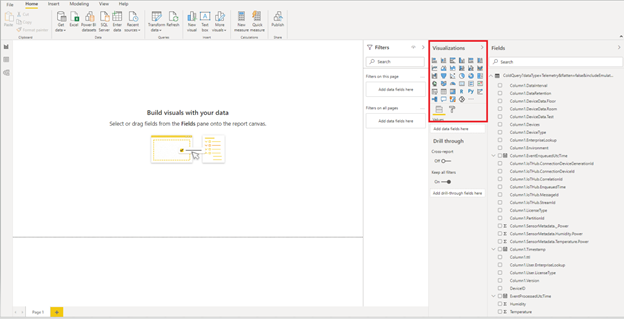 File Home Insert Modeling View Help
Paste
Cut
Copy
Format painter
Get data
Excel
Power BI datasets
SQL Server
Enter data
Recent sources
Transform data
Refresh
New visual
Text box
More visuals
New measure
Quick measure
Publish
Clipboard
Data
Queries
Insert
Calculations
Share
Build visuals with your data
Select or drag fields from the Fields pane onto the report canvas.
Filters
Search
Filters on this page
Add data fields here
Filters on all pages
Add data fields here
Visualizations
Values
Add data fields here
Drill through
Cross-report
Off
Keep all filters
On
Add drill-through fields here
Fields
Search
Column1.DataInterval
Column1.DataRetention
Column1.DeviceData.Floor
Column1.DeviceData.Room
Column1.DeviceData.Test
Column1.Devices
Column1.DeviceType
Column1.EnterpriseLookup
Column1.Environment
Column1.EventEnqueuedUtcTime
Column1.IoTHub.ConnectionDeviceGenerationId
Column1.IoTHub.ConnectionDeviceId
Column1.IoTHub.CorrelationId
Column1.IoTHub.EnqueuedTime
Column1.IoTHub.MessageId
Column1.IoTHub.StreamId
Column1.LicenseType
Column1.PartitionId
Column1.SensorMetadata._Power
Column1.SensorMetadata.Humidity.Power
Column1.SensorMetadata.Temperature.Power
Column1.Timestamp
Column1.User.EnterpriseLookup
Column1.User.LicenseType
Column1.Version
DeviceID
EventProcessedUtcTime
Humidity
Temperature
Page 1